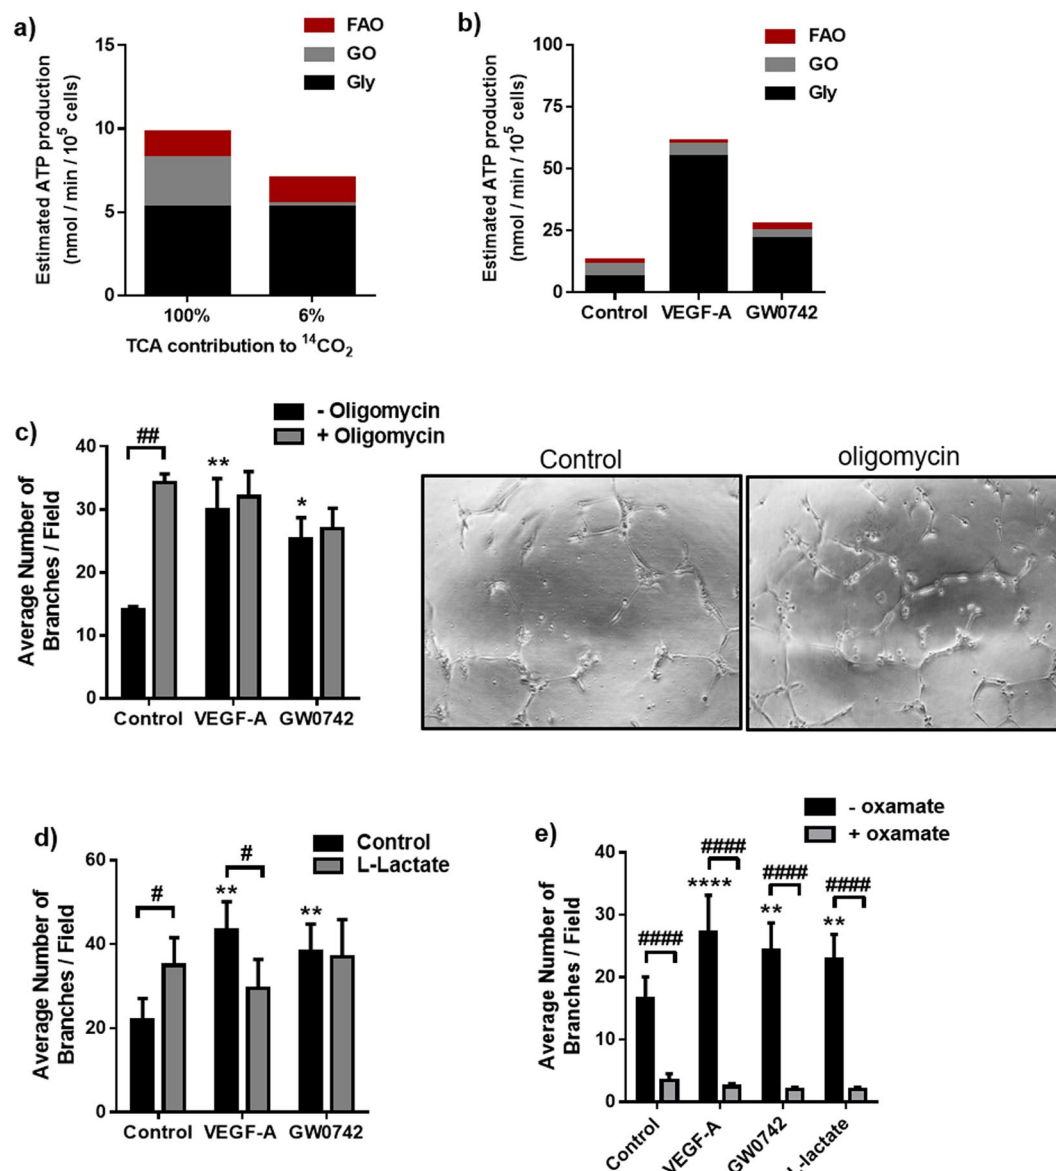 a)
FAO
GO
Gly
Estimated ATP production
(nmol / min / 10⁵ cells)
15
10
5
0
100%
6%
TCA contribution to ¹⁴CO₂
b)
FAO
GO
Gly
Estimated ATP production
(nmol / min / 10⁵ cells)
100
75
50
25
0
Control VEGF-A GW0742
c)
- Oligomycin
+ Oligomycin
Average Number of
Branches / Field
40
30
20
10
0
##
**
*
Control VEGF-A GW0742
Control
oligomycin
d)
Control
L-Lactate
Average Number of
Branches / Field
60
40
20
0
#
#
**
**
Control VEGF-A GW0742
e)
- oxamate
+ oxamate
Average Number of
Branches / Field
40
30
20
10
0
####
####
####
####
****
**
**
Control
VEGF-A
GW0742
L-lactate